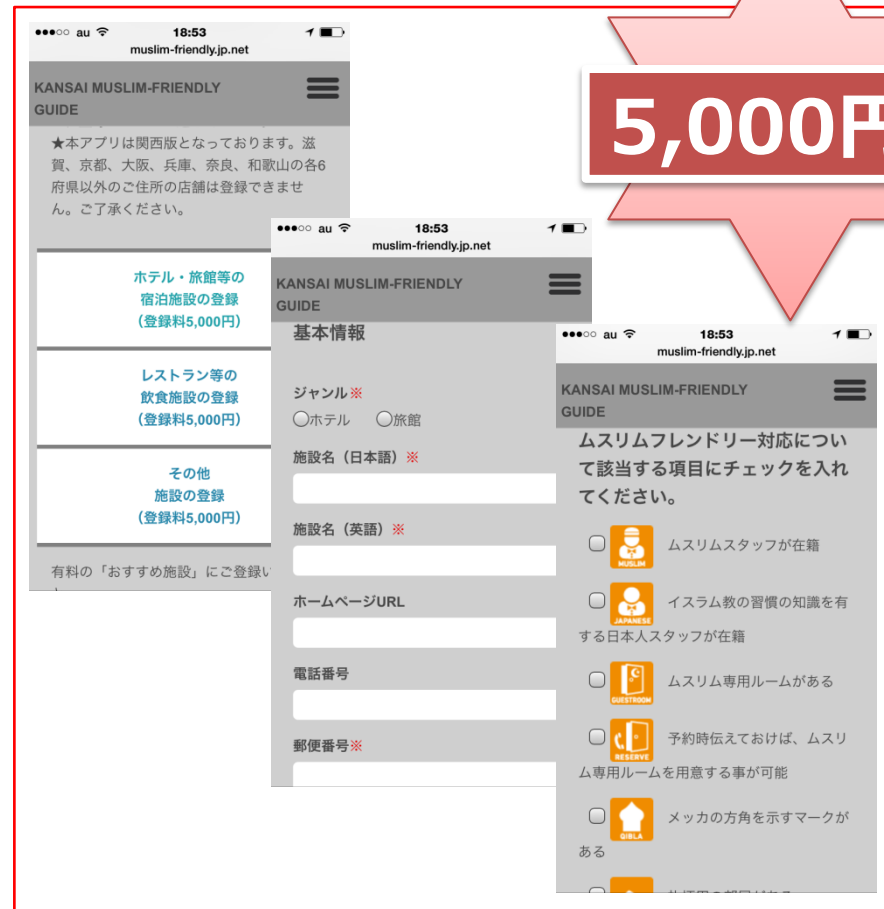 au 18:53
muslim-friendly.jp.net
KANSAI MUSLIM-FRIENDLY
GUIDE
★本アプリは関西版となっております。滋
賀、京都、大阪、兵庫、奈良、和歌山の各6
府県以外のご住所の店舗は登録できませ
ん。ご了承ください。
ホテル・旅館等の
宿泊施設の登録
(登録料5,000円)
レストラン等の
飲食施設の登録
(登録料5,000円)
その他
施設の登録
(登録料5,000円)
有料の「おすすめ施設」にご登録い
5,000円
au 18:53
muslim-friendly.jp.net
KANSAI MUSLIM-FRIENDLY
GUIDE
基本情報
ジャンル※
ホテル 旅館
施設名(日本語)※
施設名(英語)※
ホームページURL
電話番号
郵便番号※
au 18:53
muslim-friendly.jp.net
KANSAI MUSLIM-FRIENDLY
GUIDE
ムスリムフレンドリー対応につい
て該当する項目にチェックを入れ
てください。
MUSLIM ムスリムスタッフが在籍
JAPANESE イスラム教の習慣の知識を有
する日本人スタッフが在籍
GUESTROOM ムスリム専用ルームがある
RESERVE 予約時伝えておけば、ムスリ
ム専用ルームを用意する事が可能
QIBLA メッカの方角を示すマークが
ある